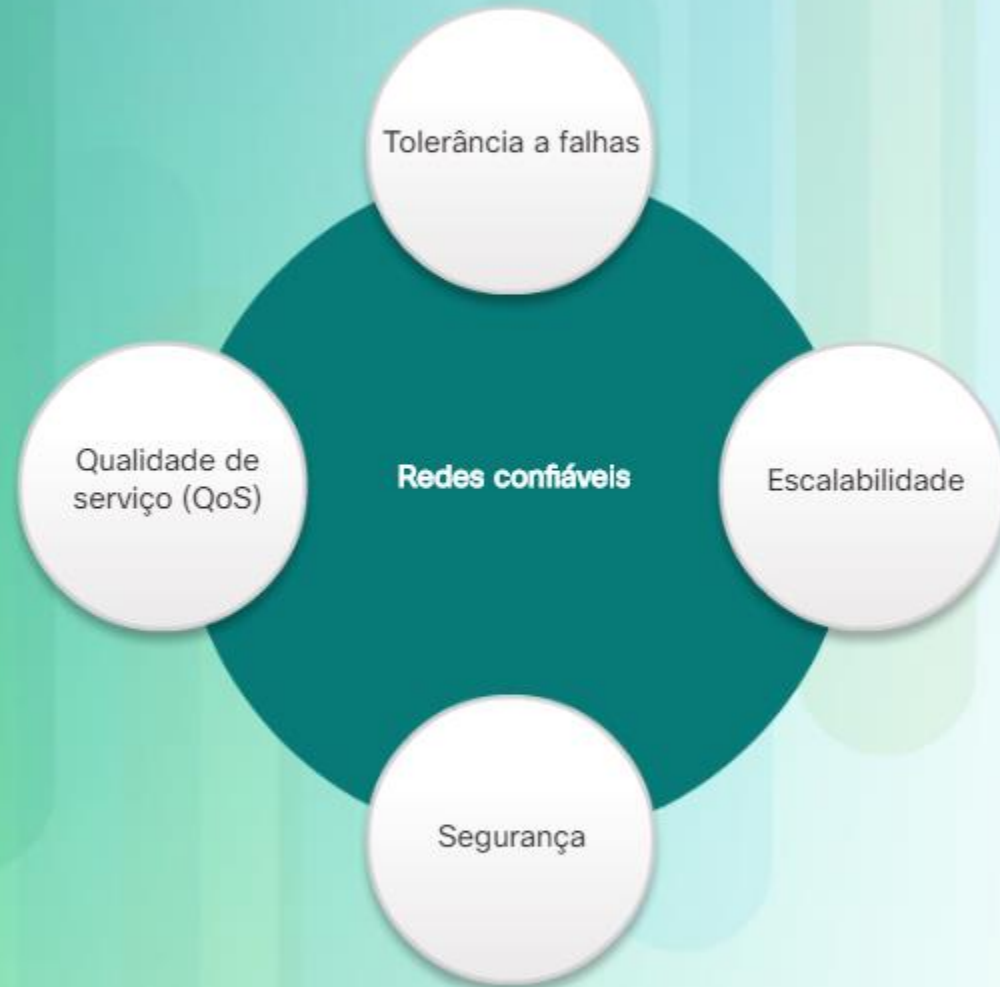 Tolerância a falhas
Qualidade de
serviço (QoS)
Redes confiáveis
Escalabilidade
Segurança